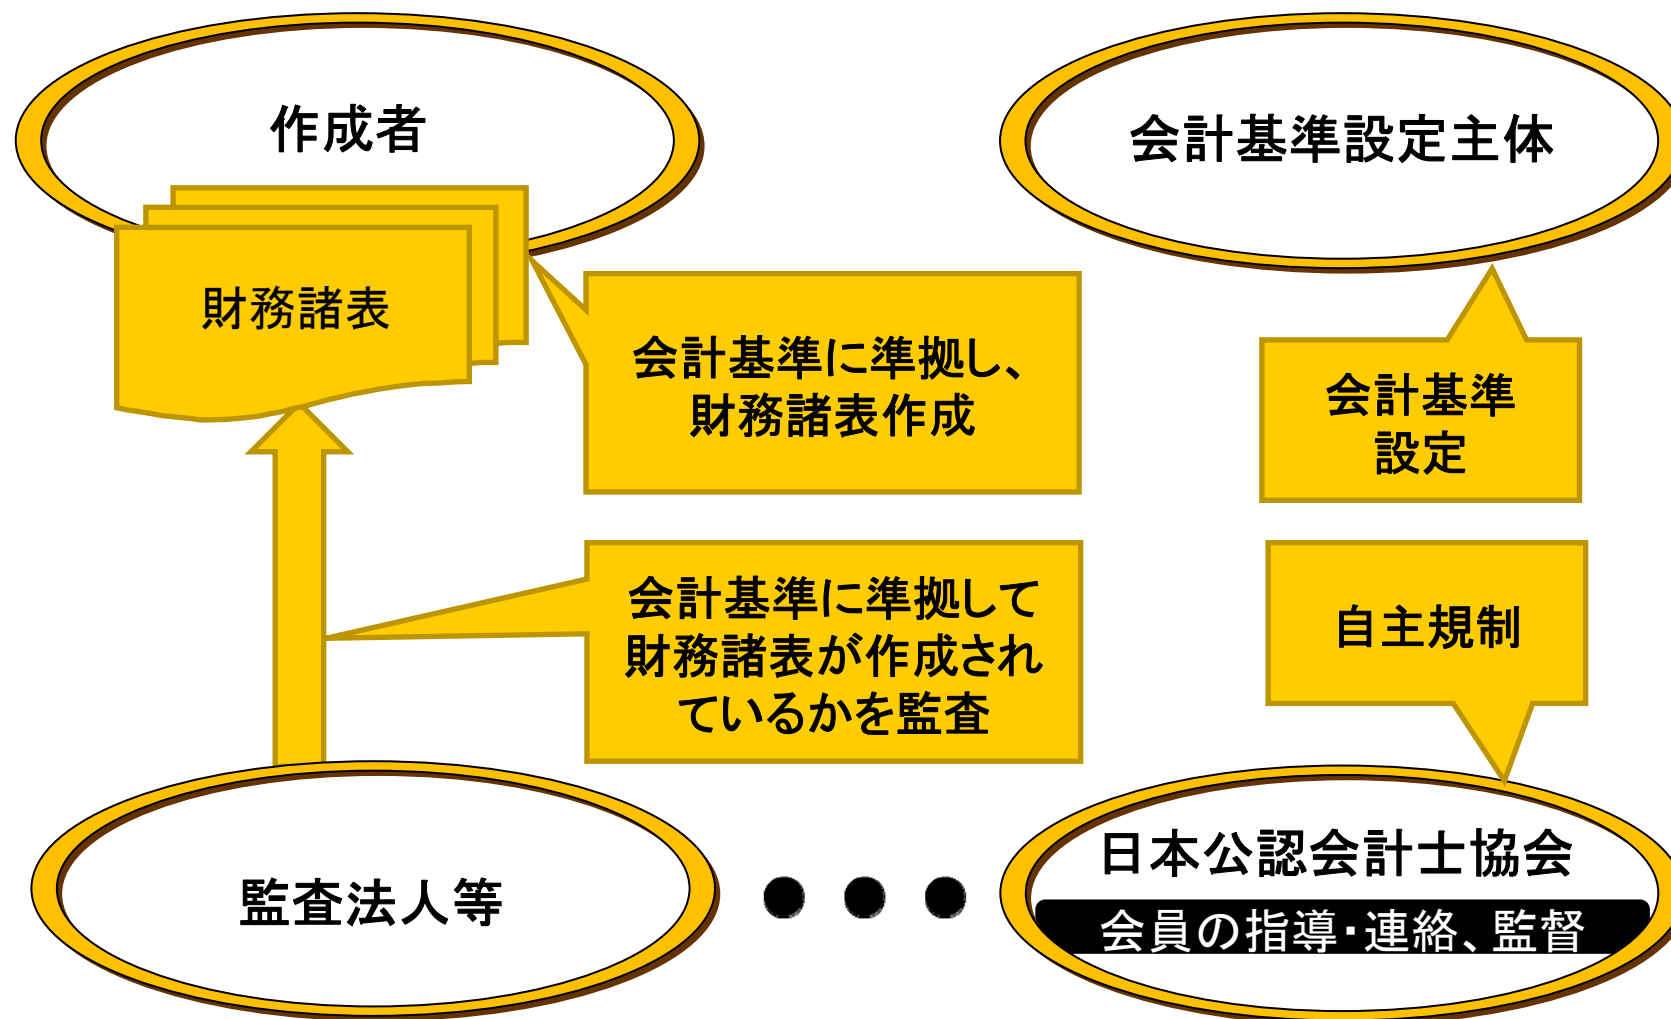 作成者
会計基準設定主体
財務諸表
会計基準に準拠し、
財務諸表作成
会計基準
設定
会計基準に準拠して
財務諸表が作成され
ているかを監査
自主規制
監査法人等
日本公認会計士協会
会員の指導・連絡、監督